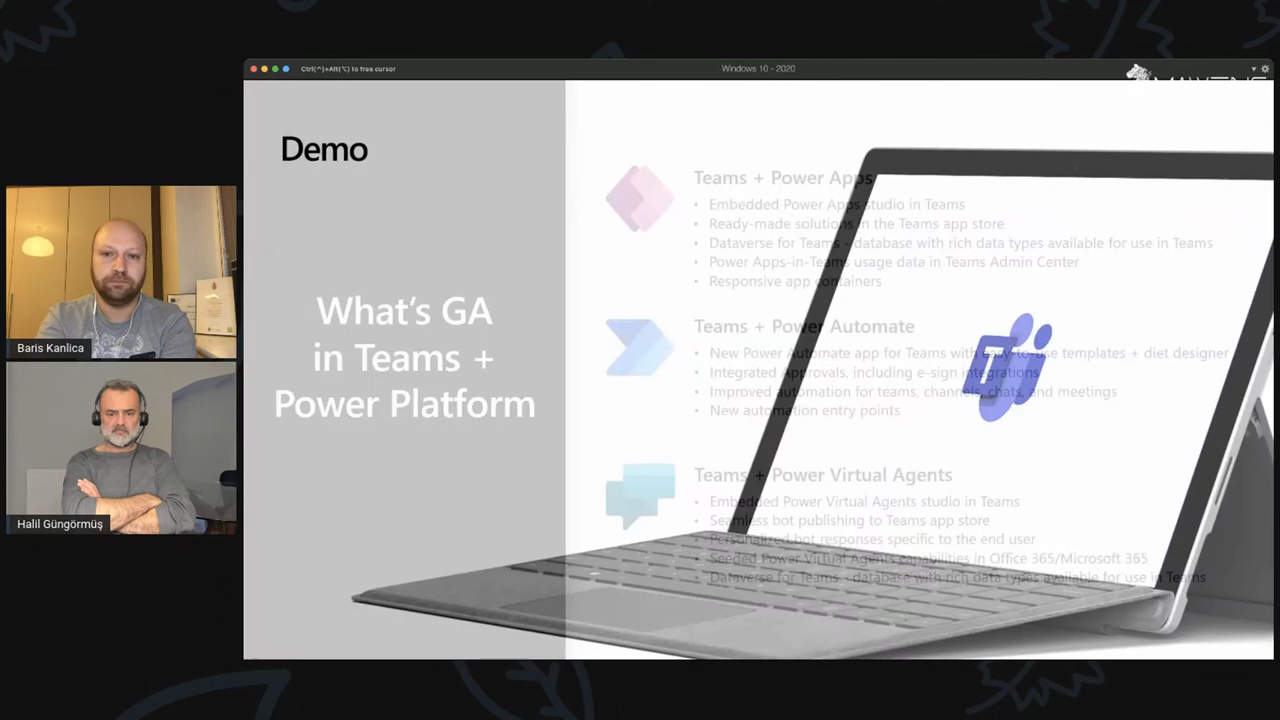 Ctrl(^)+Alt(⌥) to free cursor
Windows 10 - 2020
Demo
What's GA
in Teams +
Power Platform
Teams + Power Apps
• Embedded Power Apps studio in Teams
• Ready-made solutions in the Teams app store
• Dataverse for Teams - database with rich data types available for use in Teams
• Power Apps-in-Teams usage data in Teams Admin Center
• Responsive app containers
Teams + Power Automate
• New Power Automate app for Teams with easy-to-use templates + diet designer
• Integrated Approvals, including e-sign integrations
• Improved automation for teams, channels, chats, and meetings
• New automation entry points
Teams + Power Virtual Agents
• Embedded Power Virtual Agents studio in Teams
• Seamless bot publishing to Teams app store
• Personalized bot responses specific to the end user
• Seeded Power Virtual Agents capabilities in Office 365/Microsoft 365
• Dataverse for Teams - database with rich data types available for use in Teams
T
Baris Kanlica
Halil Güngörmüş